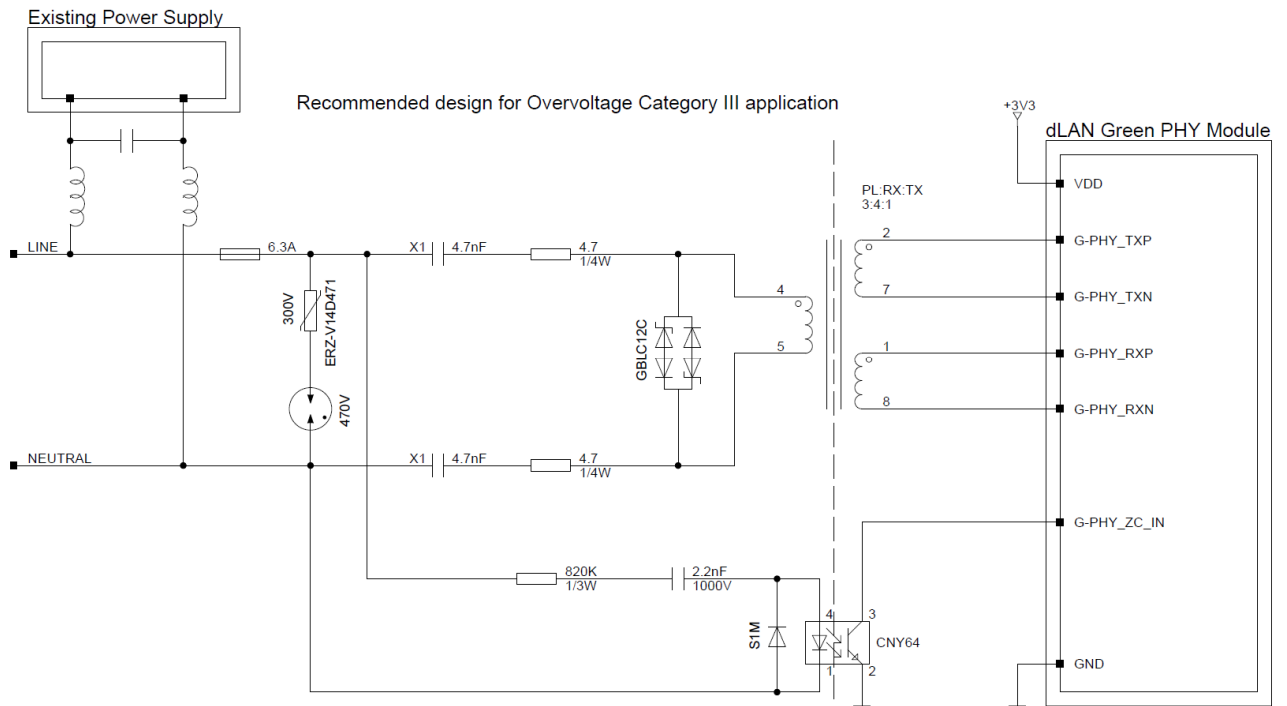 Existing Power Supply
Recommended design for Overvoltage Category III application
+3V3
dLAN Green PHY Module
VDD
PL:RX:TX
3:4:1
LINE
6.3A
X1
4.7nF
4.7
1/4W
2
G-PHY_TXP
7
G-PHY_TXN
4
5
300V
ERZ-V14D471
GBLC12C
1
G-PHY_RXP
8
G-PHY_RXN
470V
NEUTRAL
X1
4.7nF
4.7
1/4W
G-PHY_ZC_IN
820K
1/3W
2.2nF
1000V
S1M
4
3
CNY64
1
2
GND